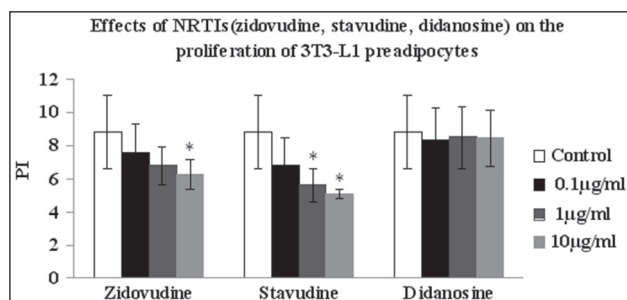 Effects of NRTIs(zidovudine, stavudine, didanosine) on the
proliferation of 3T3-L1 preadipocytes
12
10
8
6
4
2
0
PI
*
*
*
Zidovudine
Stavudine
Didanosine
Control
0.1µg/ml
1µg/ml
10µg/ml